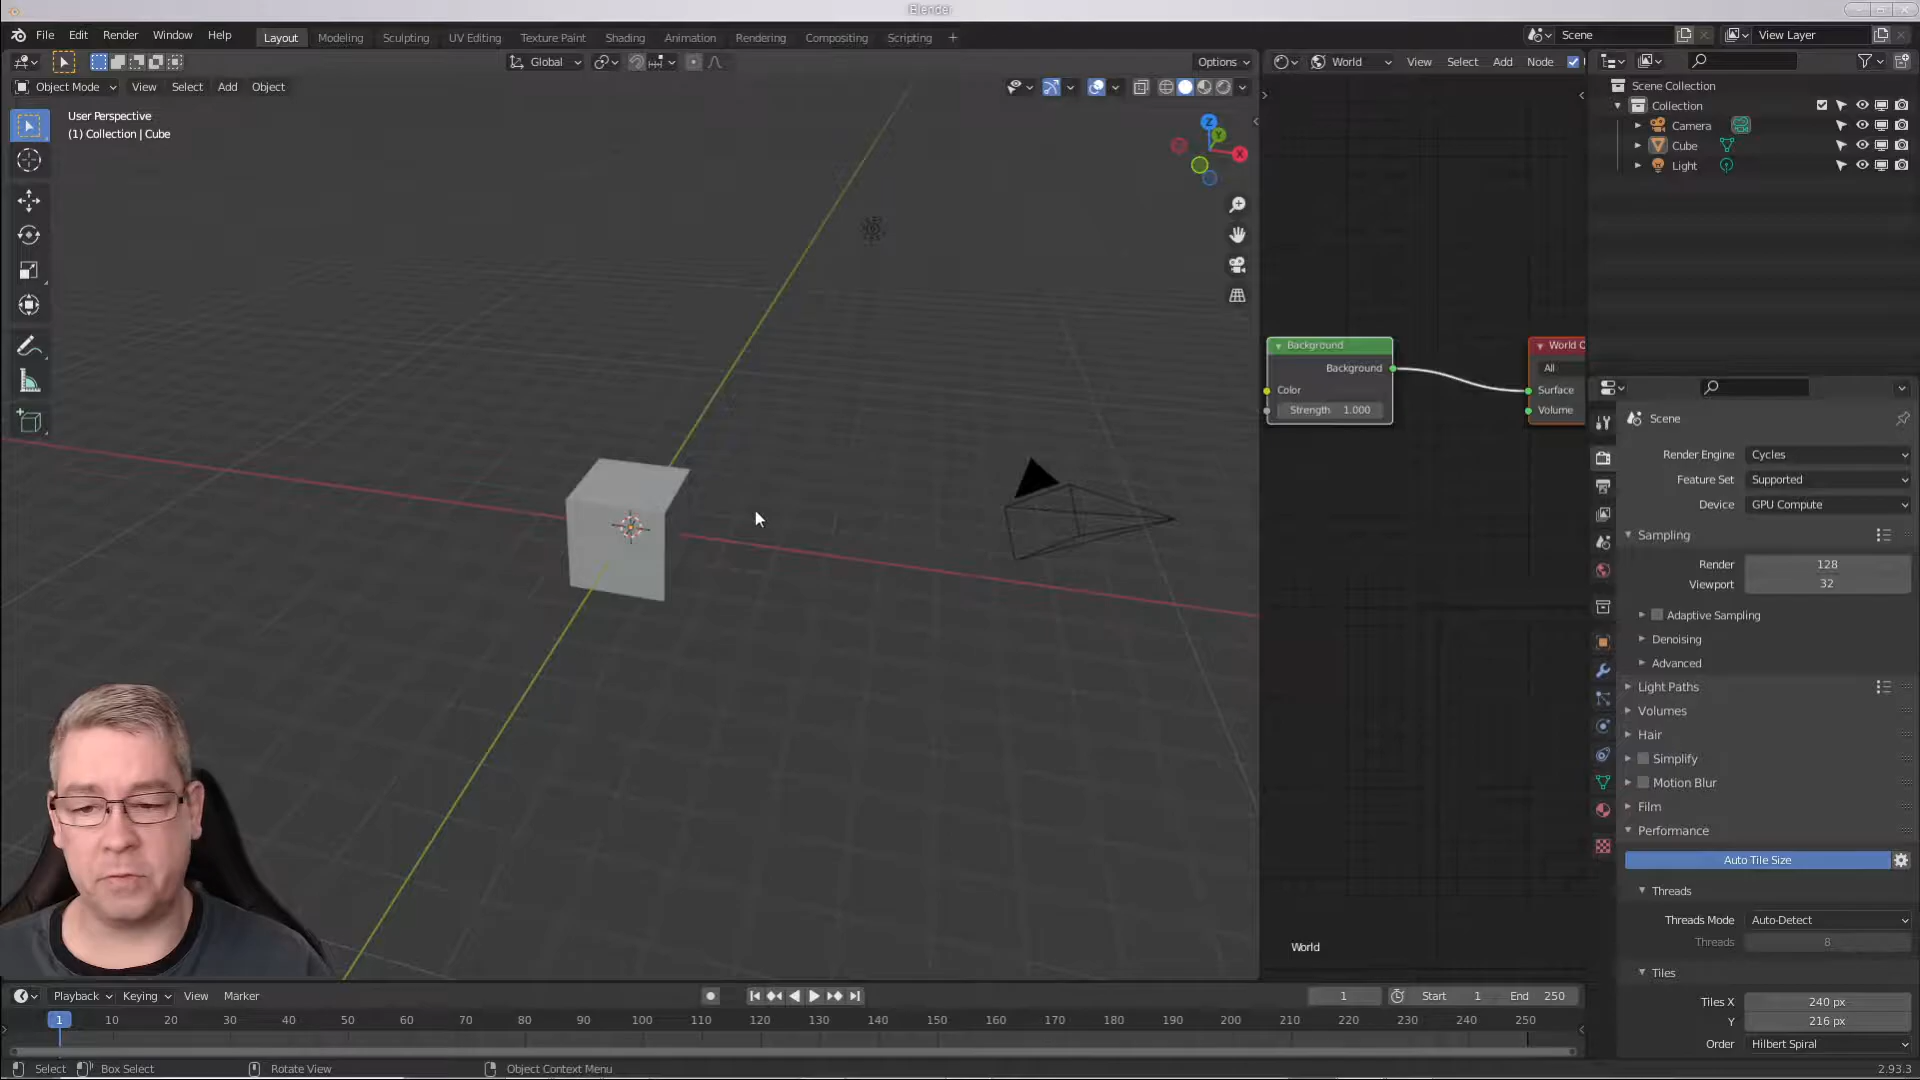 Blender
File Edit Render Window Help
Layout Modeling Sculpting UV Editing Texture Paint Shading Animation Rendering Compositing Scripting +
Scene
View Layer
Global
Options
World
View Select Add Node
Object Mode
View Select Add Object
User Perspective
(1) Collection | Cube
Z
Y
X
Scene Collection
Collection
Camera
Cube
Light
Background
Background
Color
Strength 1.000
World O
All
Surface
Volume
World
Scene
Render Engine Cycles
Feature Set Supported
Device GPU Compute
Sampling
Render 128
Viewport 32
Adaptive Sampling
Denoising
Advanced
Light Paths
Volumes
Hair
Simplify
Motion Blur
Film
Performance
Auto Tile Size
Threads
Threads Mode Auto-Detect
Threads 8
Tiles
Tiles X 240 px
Y 216 px
Order Hilbert Spiral
Playback Keying View Marker
1
Start 1
End 250
1 10 20 30 40 50 60 70 80 90 100 110 120 130 140 150 160 170 180 190 200 210 220 230 240 250
Select Box Select Rotate View Object Context Menu
2.93.3